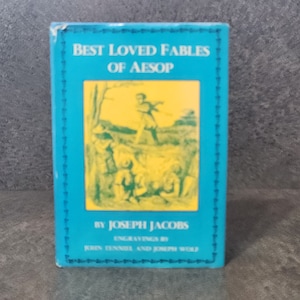 BEST LOVED FABLES
OF AESOP
BY JOSEPH JACOBS
ENGRAVINGS BY
JOHN TENNIEL AND JOSEPH WOLF